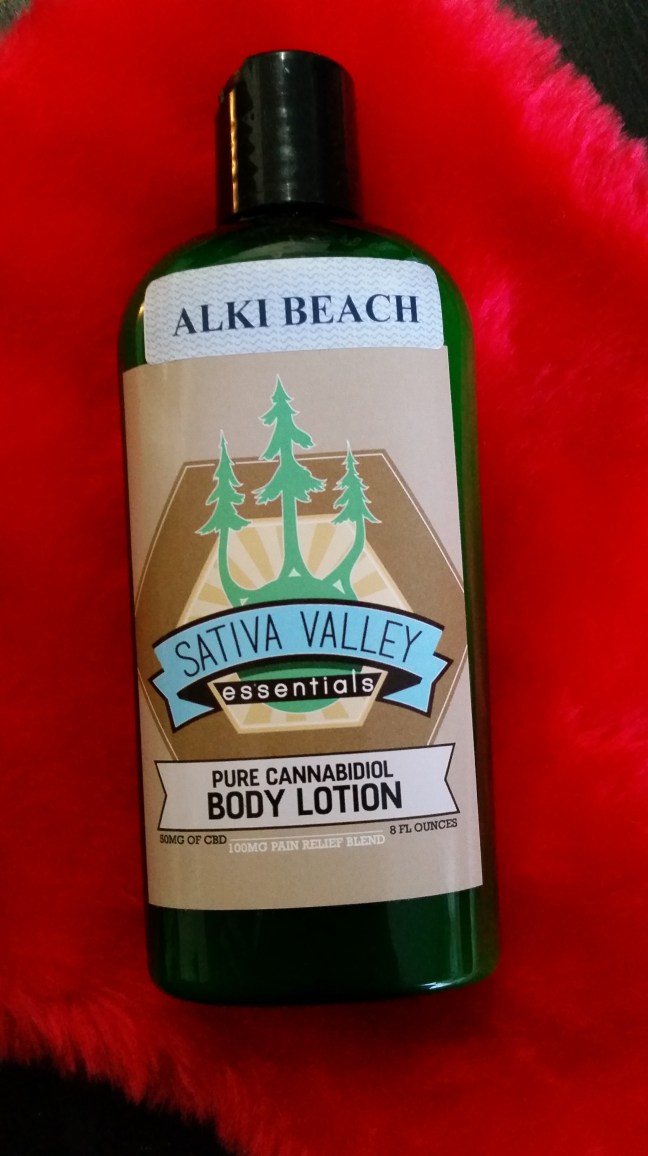 ALKI BEACH
SATIVA VALLEY
essentials
PURE CANNABIDIOL
BODY LOTION
50MG OF CBD 100MG PAIN RELIEF BLEND 8 FL OUNCES